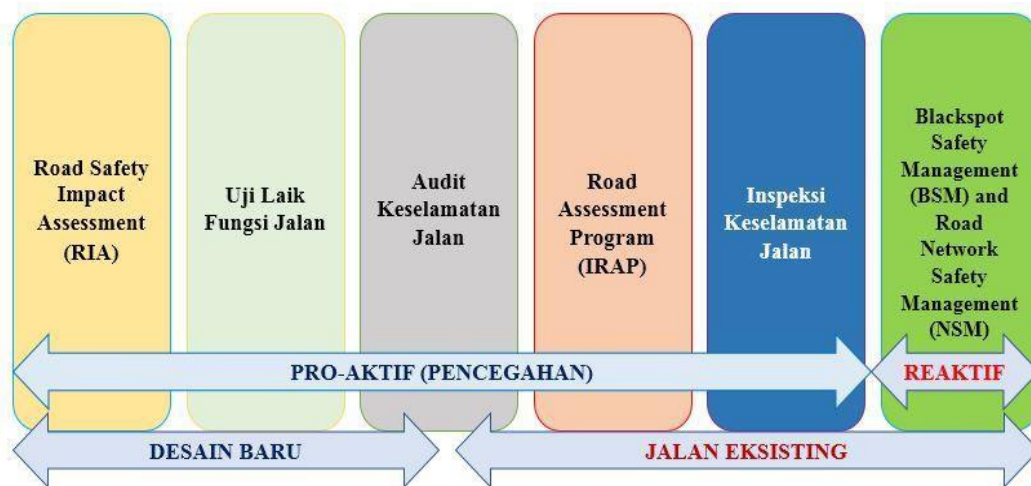 Road Safety
Impact
Assessment
(RIA)
Uji Laik
Fungsi Jalan
Audit
Keselamatan
Jalan
Road
Assessment
Program
(IRAP)
Inspeksi
Keselamatan
Jalan
Blackspot
Safety
Management
(BSM) and
Road
Network
Safety
Management
(NSM)
PRO-AKTIF (PENCEGAHAN)
REAKTIF
DESAIN BARU
JALAN EKSISTING